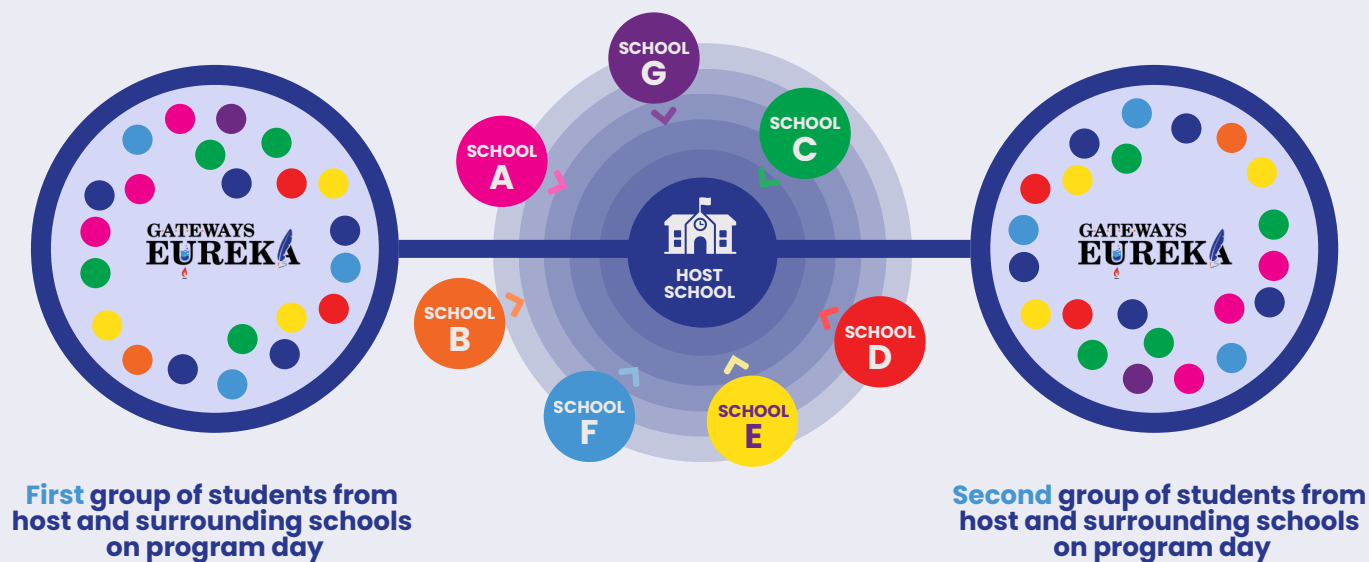 SCHOOL
G
SCHOOL
C
SCHOOL
A
GATEWAYS
EUREKA
HOST
SCHOOL
GATEWAYS
EUREKA
SCHOOL
B
SCHOOL
D
SCHOOL
F
SCHOOL
E
First group of students from
host and surrounding schools
on program day
Second group of students from
host and surrounding schools
on program day